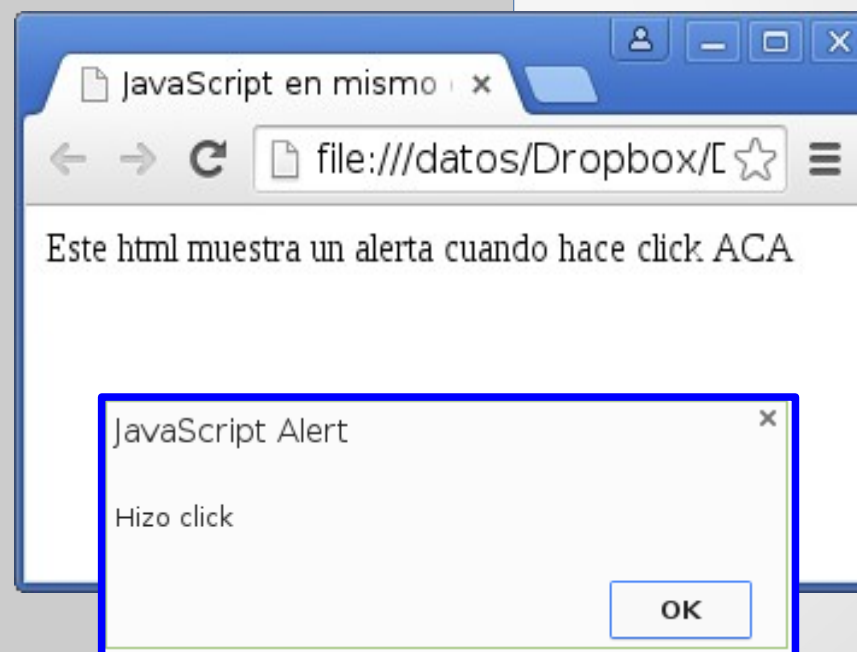 JavaScript en mismo
file:///datos/Dropbox/D
Este html muestra un alerta cuando hace click ACA
JavaScript Alert
Hizo click
OK